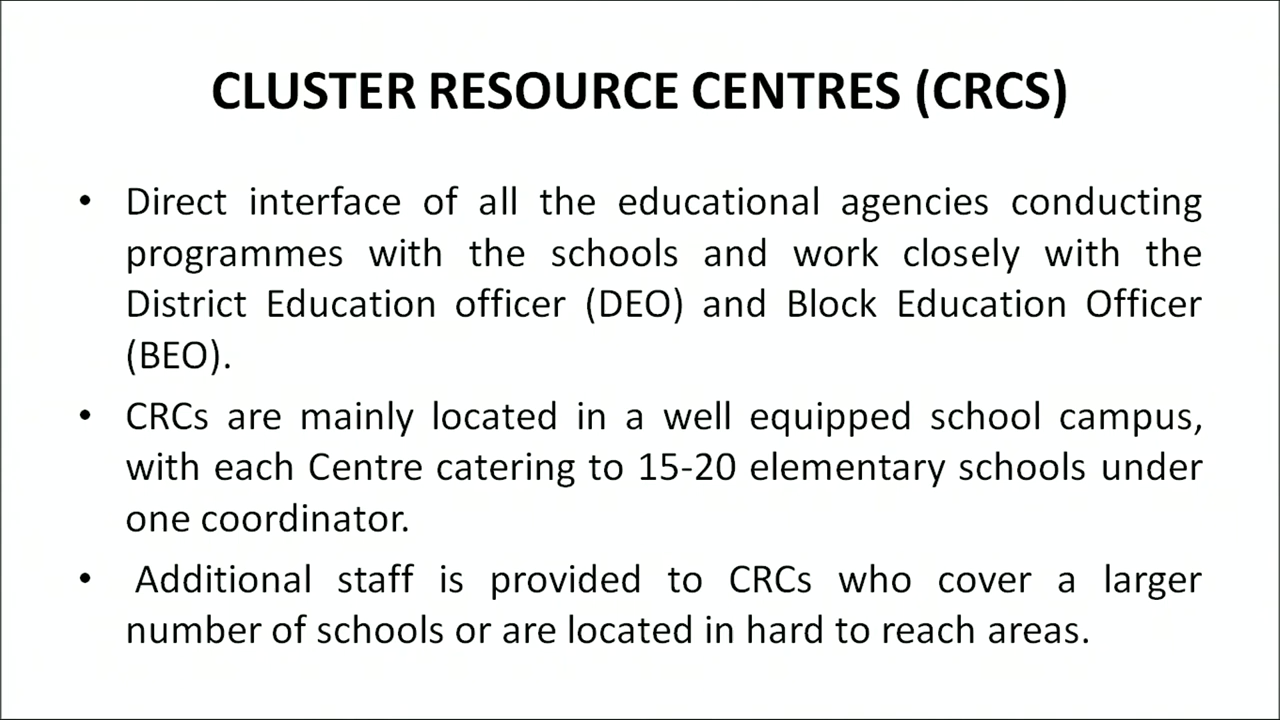 CLUSTER RESOURCE CENTRES (CRCS)
• Direct interface of all the educational agencies conducting
programmes with the schools and work closely with the
District Education officer (DEO) and Block Education Officer
(BEO).
• CRCs are mainly located in a well equipped school campus,
with each Centre catering to 15-20 elementary schools under
one coordinator.
• Additional staff is provided to CRCs who cover a larger
number of schools or are located in hard to reach areas.